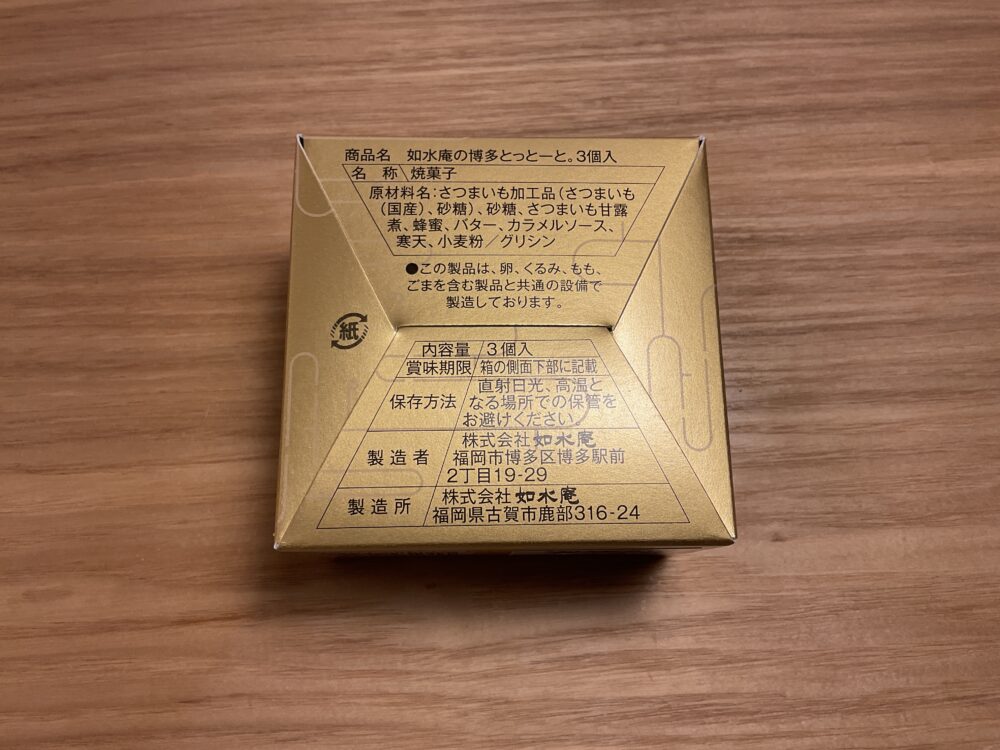 商品名 如水庵の博多とっとーと。3個入
名 称 焼菓子
原材料名:さつまいも加工品(さつまいも
(国産)、砂糖)、砂糖、さつまいも甘露
煮、蜂蜜、バター、カラメルソース、
寒天、小麦粉/グリシン
●この製品は、卵、くるみ、もも、
ごまを含む製品と共通の設備で
製造しております。
紙
内容量 3個入
賞味期限 箱の側面下部に記載
保存方法 直射日光、高温と
なる場所での保管を
お避けください。
製造者 株式会社如水庵
福岡市博多区博多駅前
2丁目19-29
製造所 株式会社如水庵
福岡県古賀市鹿部316-24